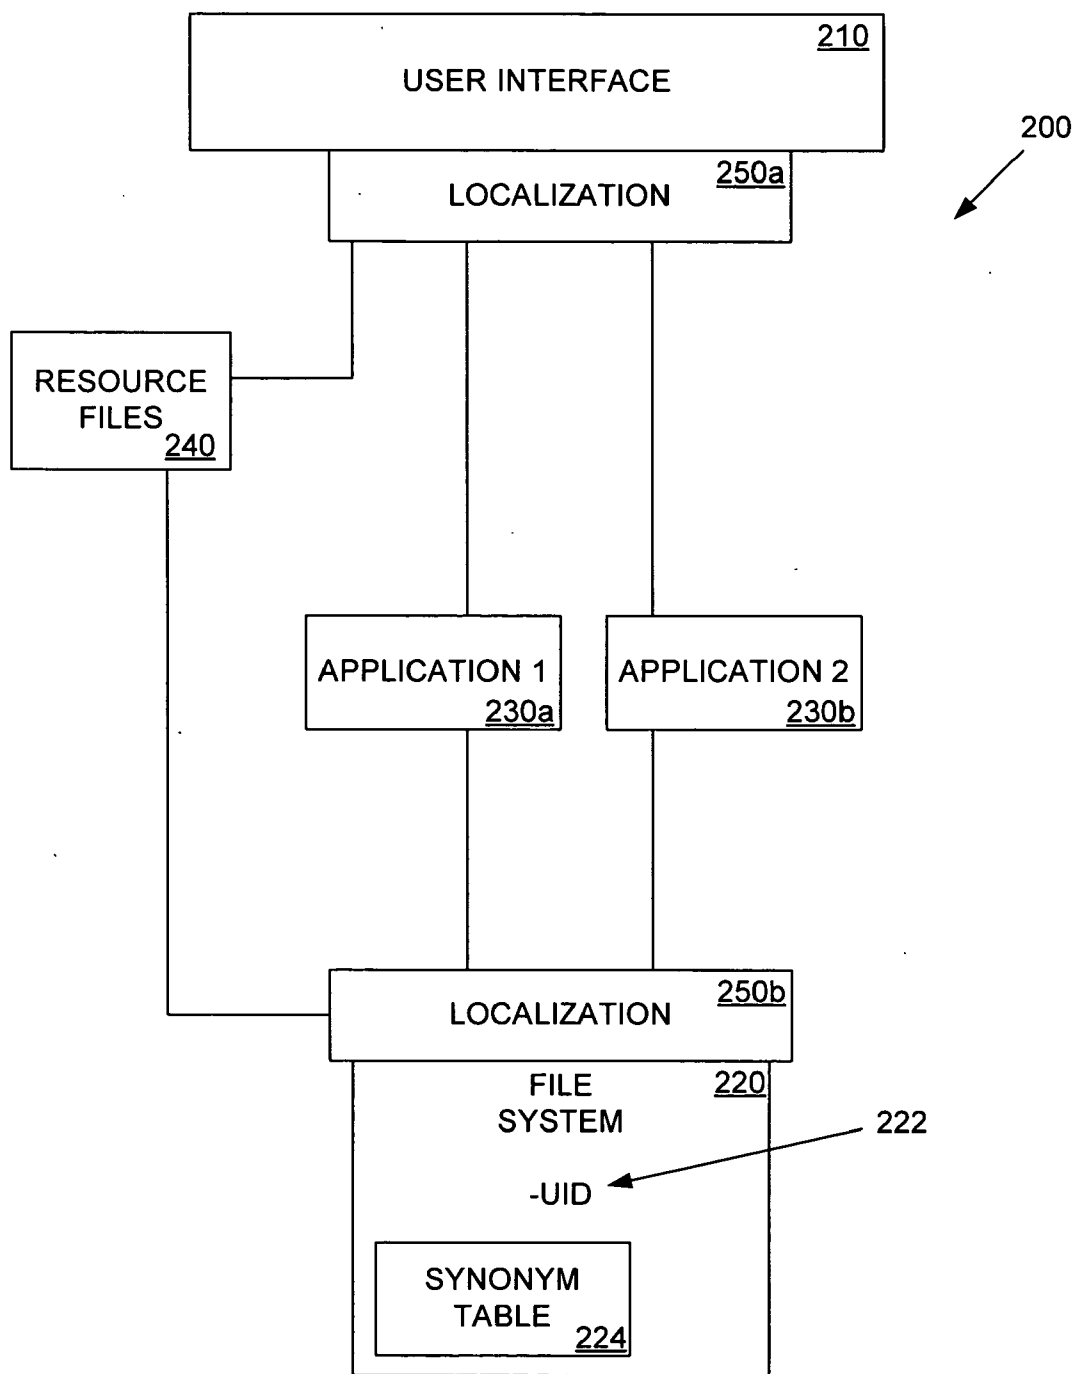 210
USER INTERFACE
200
250a
LOCALIZATION
RESOURCE
FILES
240
APPLICATION 1
230a
APPLICATION 2
230b
250b
LOCALIZATION
220
FILE
SYSTEM
222
-UID
SYNONYM
TABLE
224